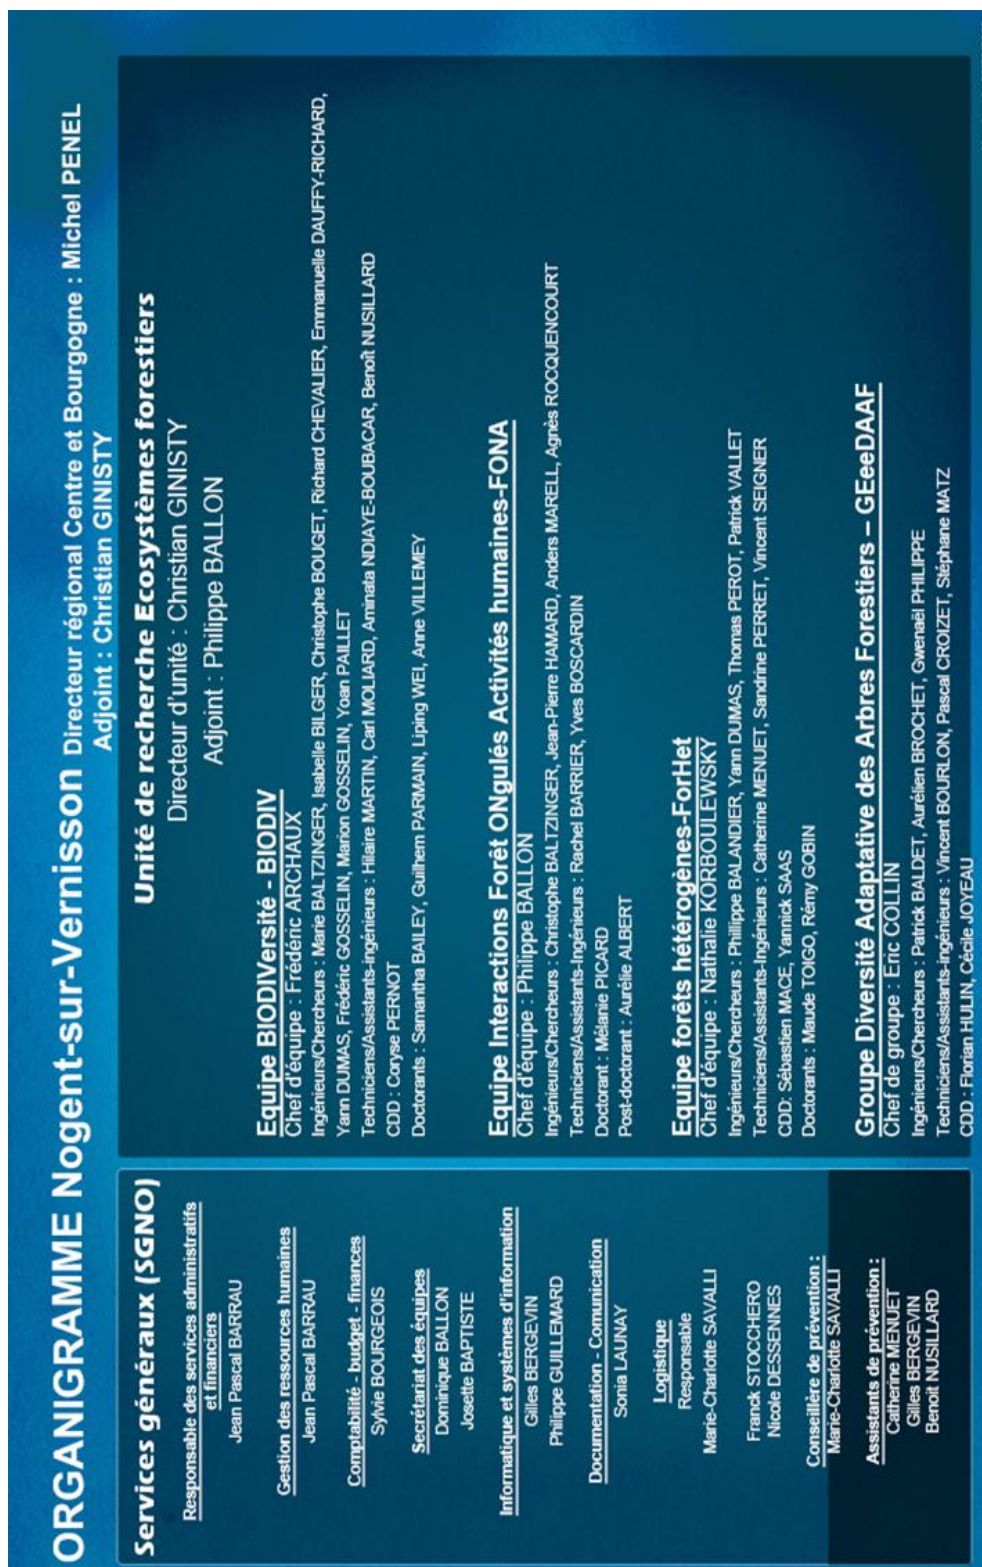 ORGANIGRAMME Nogent-sur-Vernisson Directeur régional Centre et Bourgogne : Michel PENEL
Adjoint : Christian GINISTY
Services généraux (SGNO)
Responsable des services administratifs
et financiers
Jean Pascal BARRAU
Gestion des ressources humaines
Jean Pascal BARRAU
Comptabilité - budget - finances
Sylvie BOURGEOIS
Secrétariat des équipes
Dominique BALLON
Josette BAPTISTE
Informatique et systèmes d'information
Gilles BERGEVIN
Philippe GUILLEMARD
Documentation - Communication
Sonia LAUNAY
Logistique
Responsable
Marie-Charlotte SAVALLI
Franck STOCCHERO
Nicole DESSENNES
Conseillère de prévention :
Marie-Charlotte SAVALLI
Assistants de prévention :
Catherine MENUET
Gilles BERGEVIN
Benoit NUSILLARD
Unité de recherche Ecosystèmes forestiers
Directeur d'unité : Christian GINISTY
Adjoint : Philippe BALLON
Equipe BIODIVersité - BIODIV
Chef d'équipe : Frédéric ARCHAUX
Ingénieurs/Chercheurs : Marie BALTZINGER, Isabelle BILGER, Christophe BOUGET, Richard CHEVALIER, Emmanuelle DAUFFY-RICHARD,
Yann DUMAS, Frédéric GOSSELIN, Marion GOSSELIN, Yoan PAILLET
Techniciens/Assistants-ingénieurs : Hilaire MARTIN, Carl MOLIARD, Aminata NDIAYE-BOUBACAR, Benoît NUSILLARD
CDD : Coryse PERNOT
Doctorants : Samantha BAILEY, Guilhem PARMAIN, Liping WEI, Anne VILLEMEY
Equipe Interactions Forêt ONgulés Activités humaines-FONA
Chef d'équipe : Philippe BALLON
Ingénieurs/Chercheurs : Christophe BALTZINGER, Jean-Pierre HAMARD, Anders MARELL, Agnès ROCQUENCOURT
Techniciens/Assistants-ingénieurs : Rachel BARRIER, Yves BOSCARDIN
Doctorant : Mélanie PICARD
Post-doctorant : Aurélie ALBERT
Equipe forêts hétérogènes-ForHet
Chef d'équipe : Nathalie KORBOULEWSKY
Ingénieurs/Chercheurs : Phillippe BALANDIER, Yann DUMAS, Thomas PEROT, Patrick VALLET
Techniciens/Assistants-Ingénieurs : Catherine MENUET, Sandrine PERRET, Vincent SEIGNER
CDD: Sébastien MACE, Yannick SAAS
Doctorants : Maude TOIGO, Rémy GOBIN
Groupe Diversité Adaptative des Arbres Forestiers – GEeeDAAF
Chef de groupe : Eric COLLIN
Ingénieurs/Chercheurs : Patrick BALDET, Aurélien BROCHET, Gwenaël PHILIPPE
Techniciens/Assistants-ingénieurs : Vincent BOURLON, Pascal CROIZET, Stéphane MATZ
CDD : Florian HULIN, Cécile JOYEAU